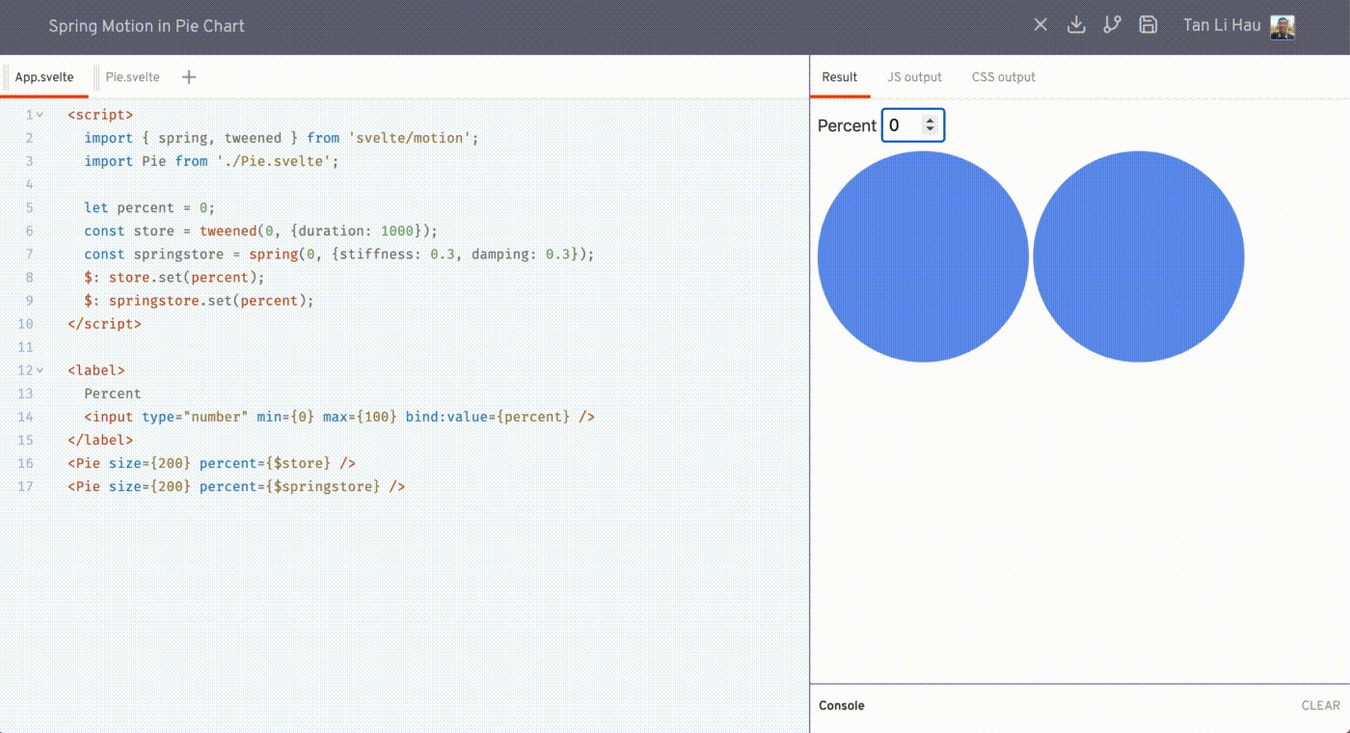 Spring Motion in Pie Chart
Tan Li Hau
App.svelte
Pie.svelte
1 <script>
2 import { spring, tweened } from 'svelte/motion';
3 import Pie from './Pie.svelte';
4
5 let percent = 0;
6 const store = tweened(0, {duration: 1000});
7 const springstore = spring(0, {stiffness: 0.3, damping: 0.3});
8 $: store.set(percent);
9 $: springstore.set(percent);
10 </script>
11
12 <label>
13 Percent
14 <input type="number" min={0} max={100} bind:value={percent} />
15 </label>
16 <Pie size={200} percent={$store} />
17 <Pie size={200} percent={$springstore} />
Result
JS output
CSS output
Percent 0
Console
CLEAR